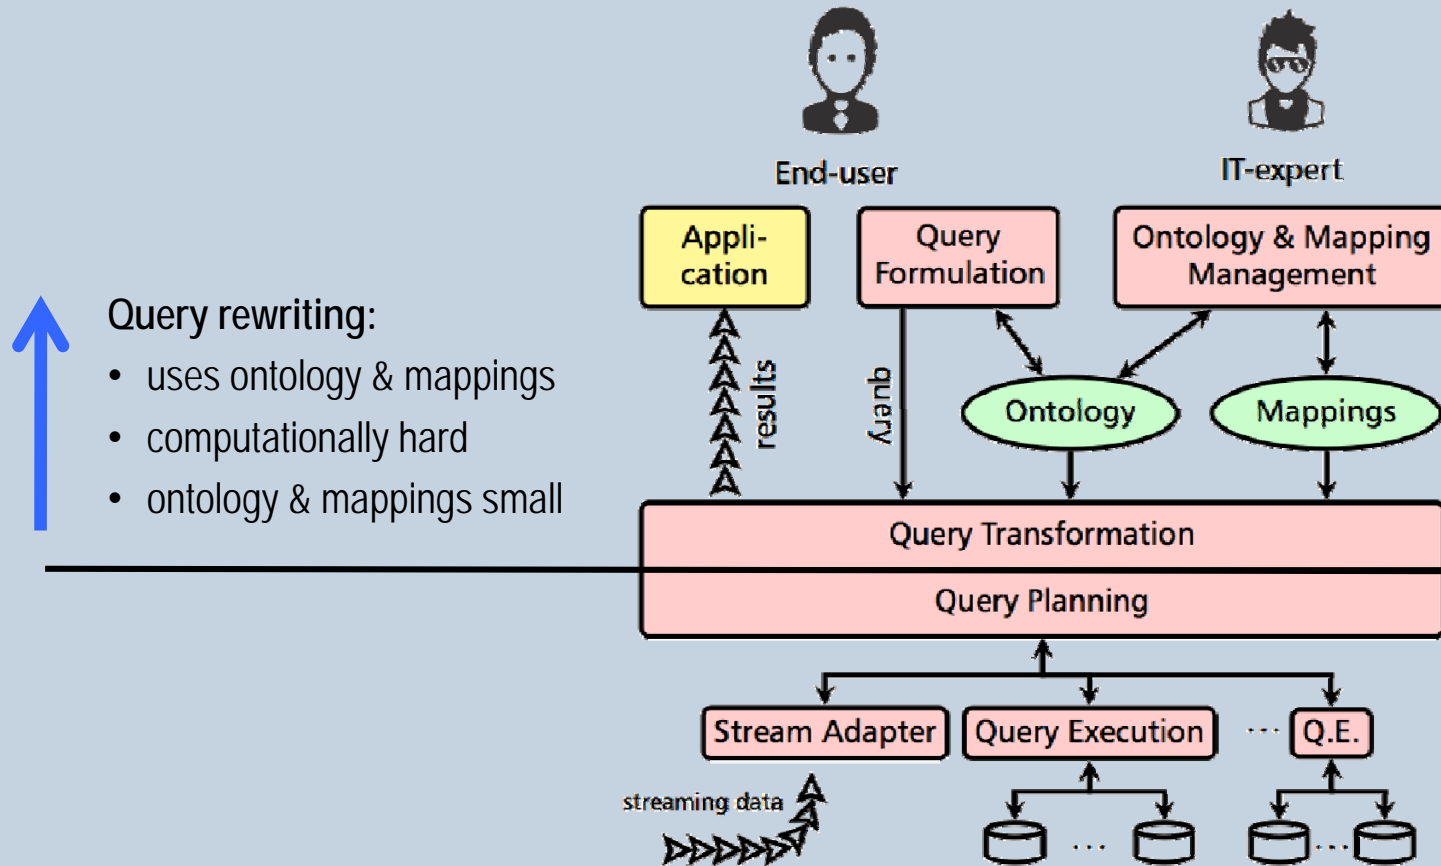 End-user
IT-expert
Appli-
cation
Query
Formulation
Ontology & Mapping
Management
Query rewriting:
• uses ontology & mappings
• computationally hard
• ontology & mappings small
results
query
Ontology
Mappings
Query Transformation
Query Planning
Stream Adapter
Query Execution
...
Q.E.
streaming data
...
...